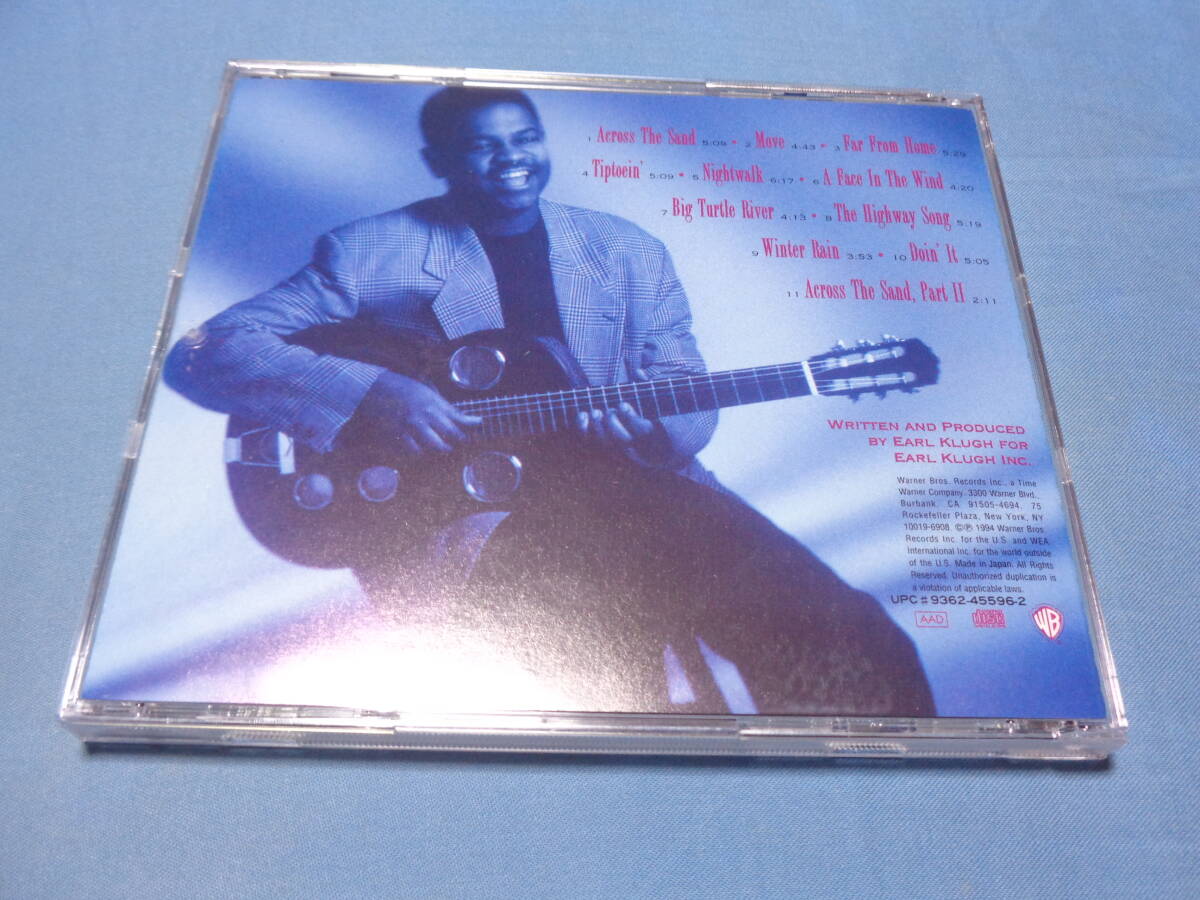 1 Across The Sand 5:09 • 2 Move 4:43 • 3 Far From Home 5:29
4 Tiptoein' 5:09 • 5 Nightwalk 6:17 • 6 A Face In The Wind 4:20
7 Big Turtle River 4:13 • 8 The Highway Song 5:19
9 Winter Rain 3:53 • 10 Doin' It 5:05
11 Across The Sand, Part II 2:11
WRITTEN AND PRODUCED
BY EARL KLUGH FOR
EARL KLUGH INC.
Warner Bros. Records Inc., a Time
Warner Company. 3300 Warner Blvd.,
Burbank, CA 91505-4694. 75
Rockefeller Plaza, New York, NY
10019-6908 ©℗ 1994 Warner Bros.
Records Inc. for the U.S. and WEA
International Inc. for the world outside
of the U.S. Made in Japan. All Rights
Reserved. Unauthorized duplication is
a violation of applicable laws.
UPC # 9362-45596-2
AAD disc WB